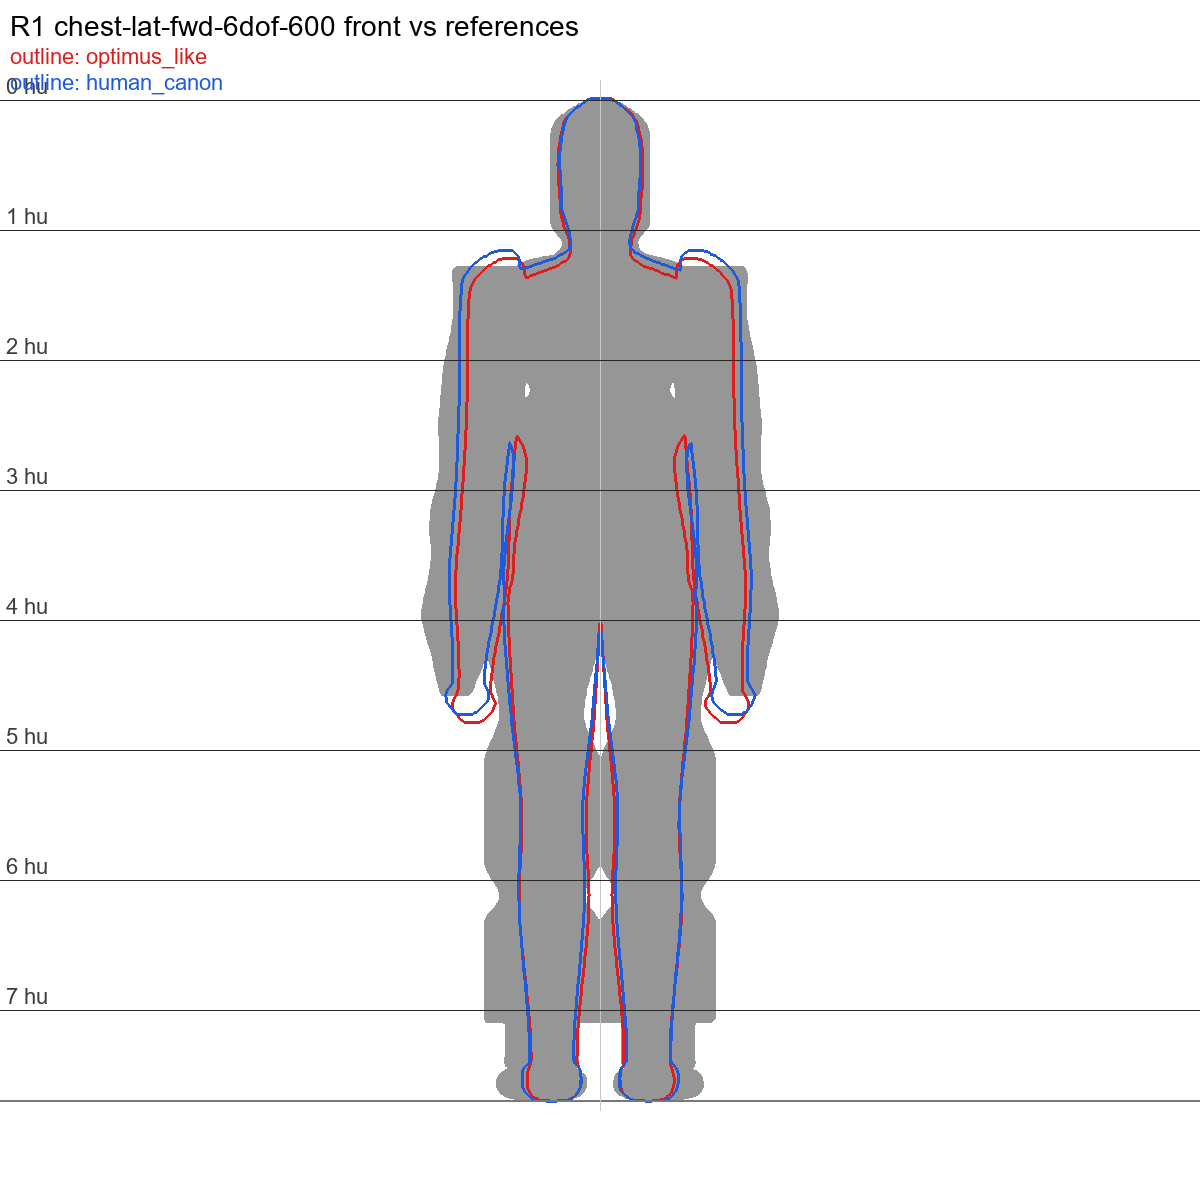 R1 chest-lat-fwd-6dof-600 front vs references
outline: optimus_like
outline: human_canon
0 hu
1 hu
2 hu
3 hu
4 hu
5 hu
6 hu
7 hu